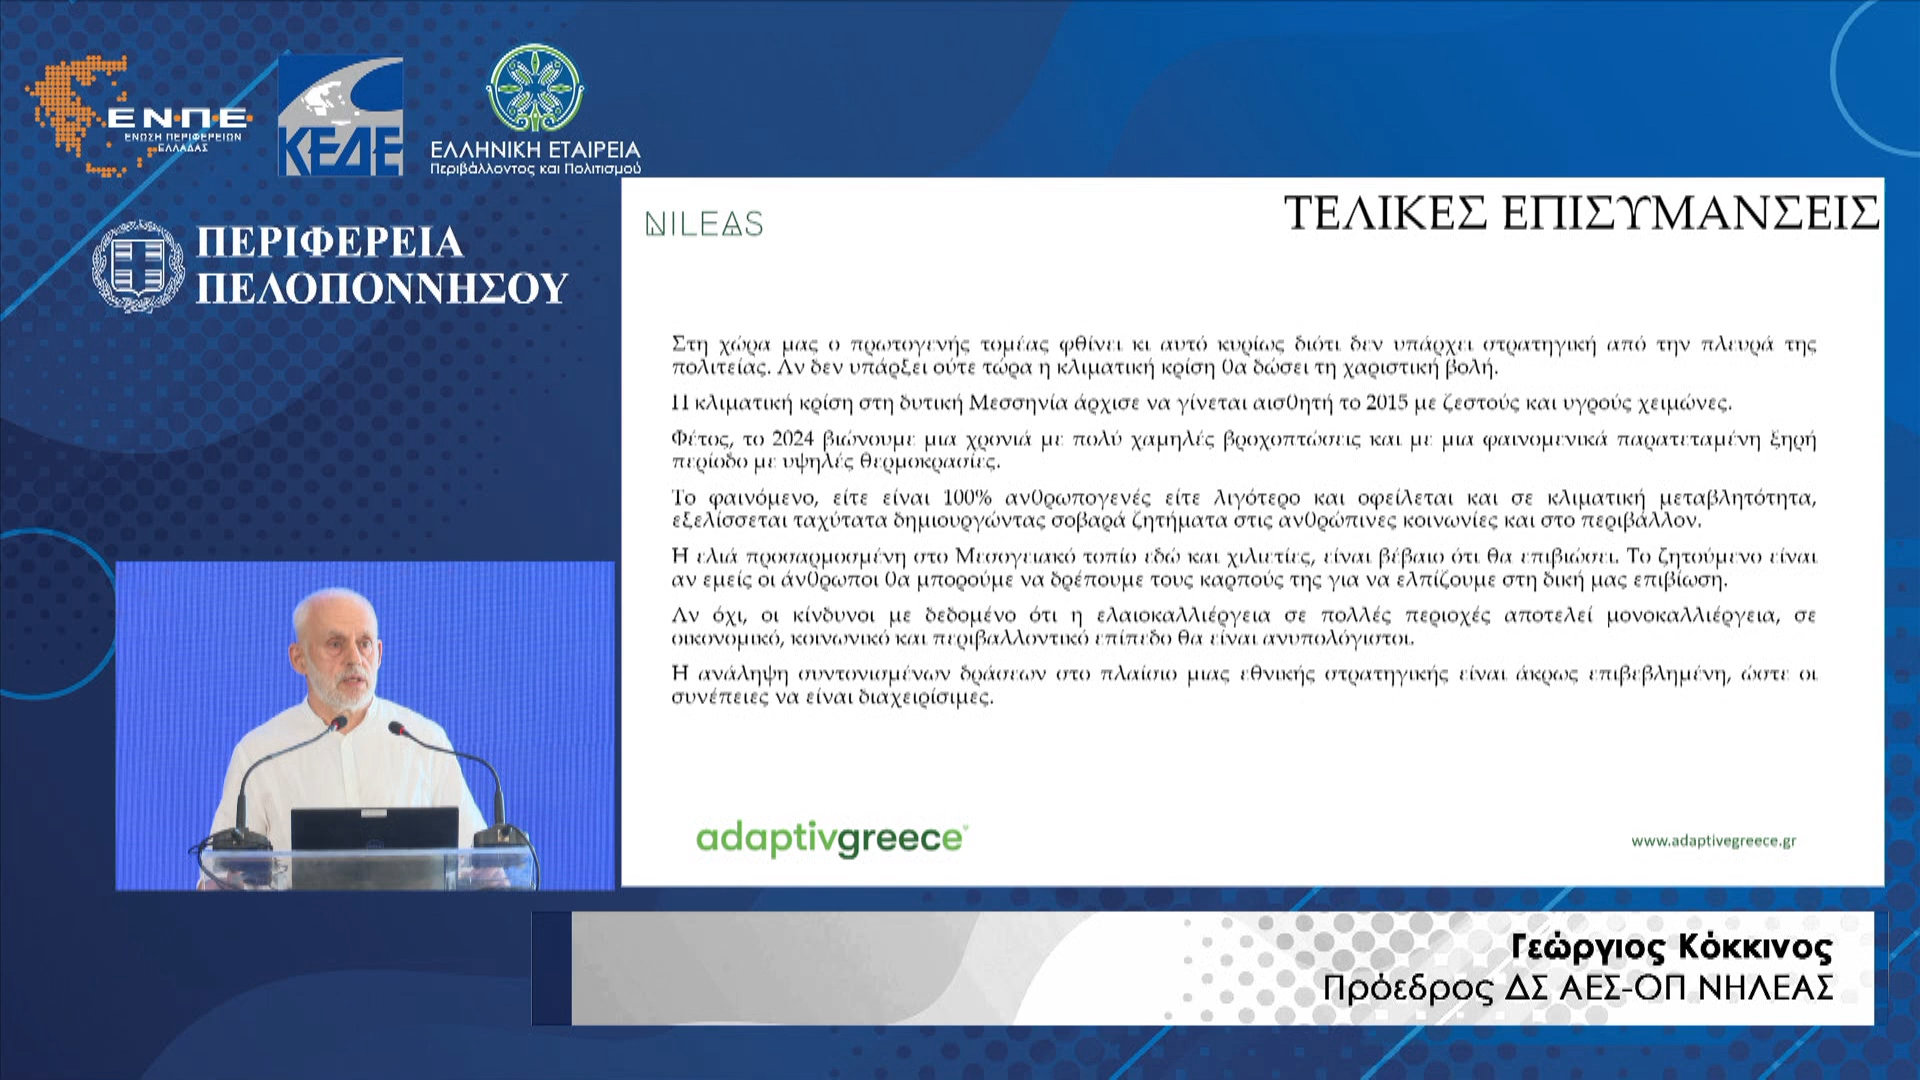 ΕΝΠΕ
ΕΝΩΣΗ ΠΕΡΙΦΕΡΕΙΩΝ
ΕΛΛΑΔΑΣ
ΚΕΔΕ
ΕΛΛΗΝΙΚΗ ΕΤΑΙΡΕΙΑ
Περιβάλλοντος και Πολιτισμού
ΠΕΡΙΦΕΡΕΙΑ
ΠΕΛΟΠΟΝΝΗΣΟΥ
NILEAS
ΤΕΛΙΚΕΣ ΕΠΙΣΥΜΑΝΣΕΙΣ
Στη χώρα μας ο πρωτογενής τομέας φθίνει κι αυτό κυρίως διότι δεν υπάρχει στρατηγική από την πλευρά της
πολιτείας. Αν δεν υπάρξει ούτε τώρα η κλιματική κρίση θα δώσει τη χαριστική βολή.
Η κλιματική κρίση στη δυτική Μεσσηνία άρχισε να γίνεται αισθητή το 2015 με ζεστούς και υγρούς χειμώνες.
Φέτος, το 2024 βιώνουμε μια χρονιά με πολύ χαμηλές βροχοπτώσεις και με μια φαινομενικά παρατεταμένη ξηρή
περίοδο με υψηλές θερμοκρασίες.
Το φαινόμενο, είτε είναι 100% ανθρωπογενές είτε λιγότερο και οφείλεται και σε κλιματική μεταβλητότητα,
εξελίσσεται ταχύτατα δημιουργώντας σοβαρά ζητήματα στις ανθρώπινες κοινωνίες και στο περιβάλλον.
Η ελιά προσαρμοσμένη στο Μεσογειακό τοπίο εδώ και χιλιετίες, είναι βέβαιο ότι θα επιβιώσει. Το ζητούμενο είναι
αν εμείς οι άνθρωποι θα μπορούμε να δρέπουμε τους καρπούς της για να ελπίζουμε στη δική μας επιβίωση.
Αν όχι, οι κίνδυνοι με δεδομένο ότι η ελαιοκαλλιέργεια σε πολλές περιοχές αποτελεί μονοκαλλιέργεια, σε
οικονομικό, κοινωνικό και περιβαλλοντικό επίπεδο θα είναι ανυπολόγιστοι.
Η ανάληψη συντονισμένων δράσεων στο πλαίσιο μιας εθνικής στρατηγικής είναι άκρως επιβεβλημένη, ώστε οι
συνέπειες να είναι διαχειρίσιμες.
adaptivgreece
www.adaptivegreece.gr
Γεώργιος Κόκκινος
Πρόεδρος ΔΣ ΑΕΣ-ΟΠ ΝΗΛΕΑΣ